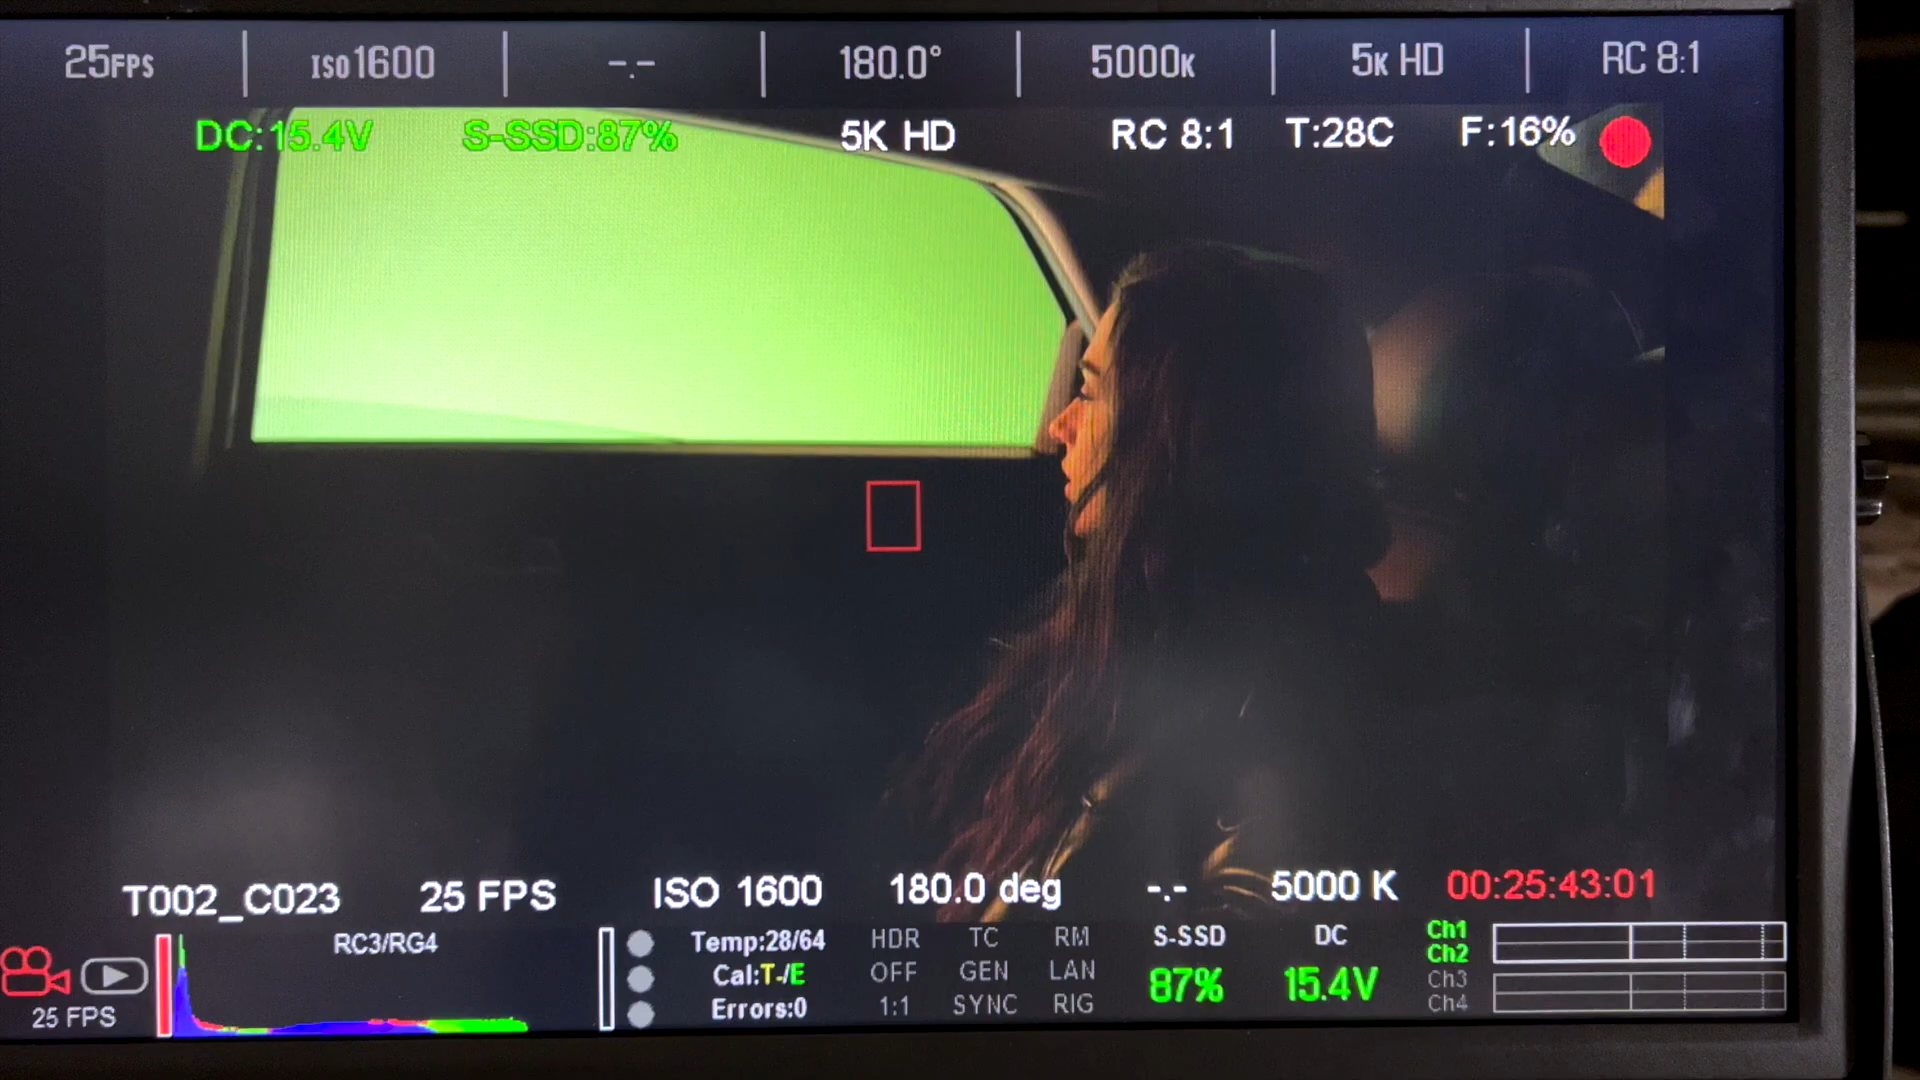 25FPS ISO1600 -.- 180.0° 5000K 5K HD RC 8:1
DC:15.4V S-SSD:87% 5K HD RC 8:1 T:28C F:16%
T002_C023 25 FPS ISO 1600 180.0 deg -.- 5000 K 00:25:43:01
RC3/RG4
25 FPS
Temp:28/64
Cal:T-/E
Errors:0
HDR TC RM
OFF GEN LAN
1:1 SYNC RIG
S-SSD DC
87% 15.4V
Ch1
Ch2
Ch3
Ch4